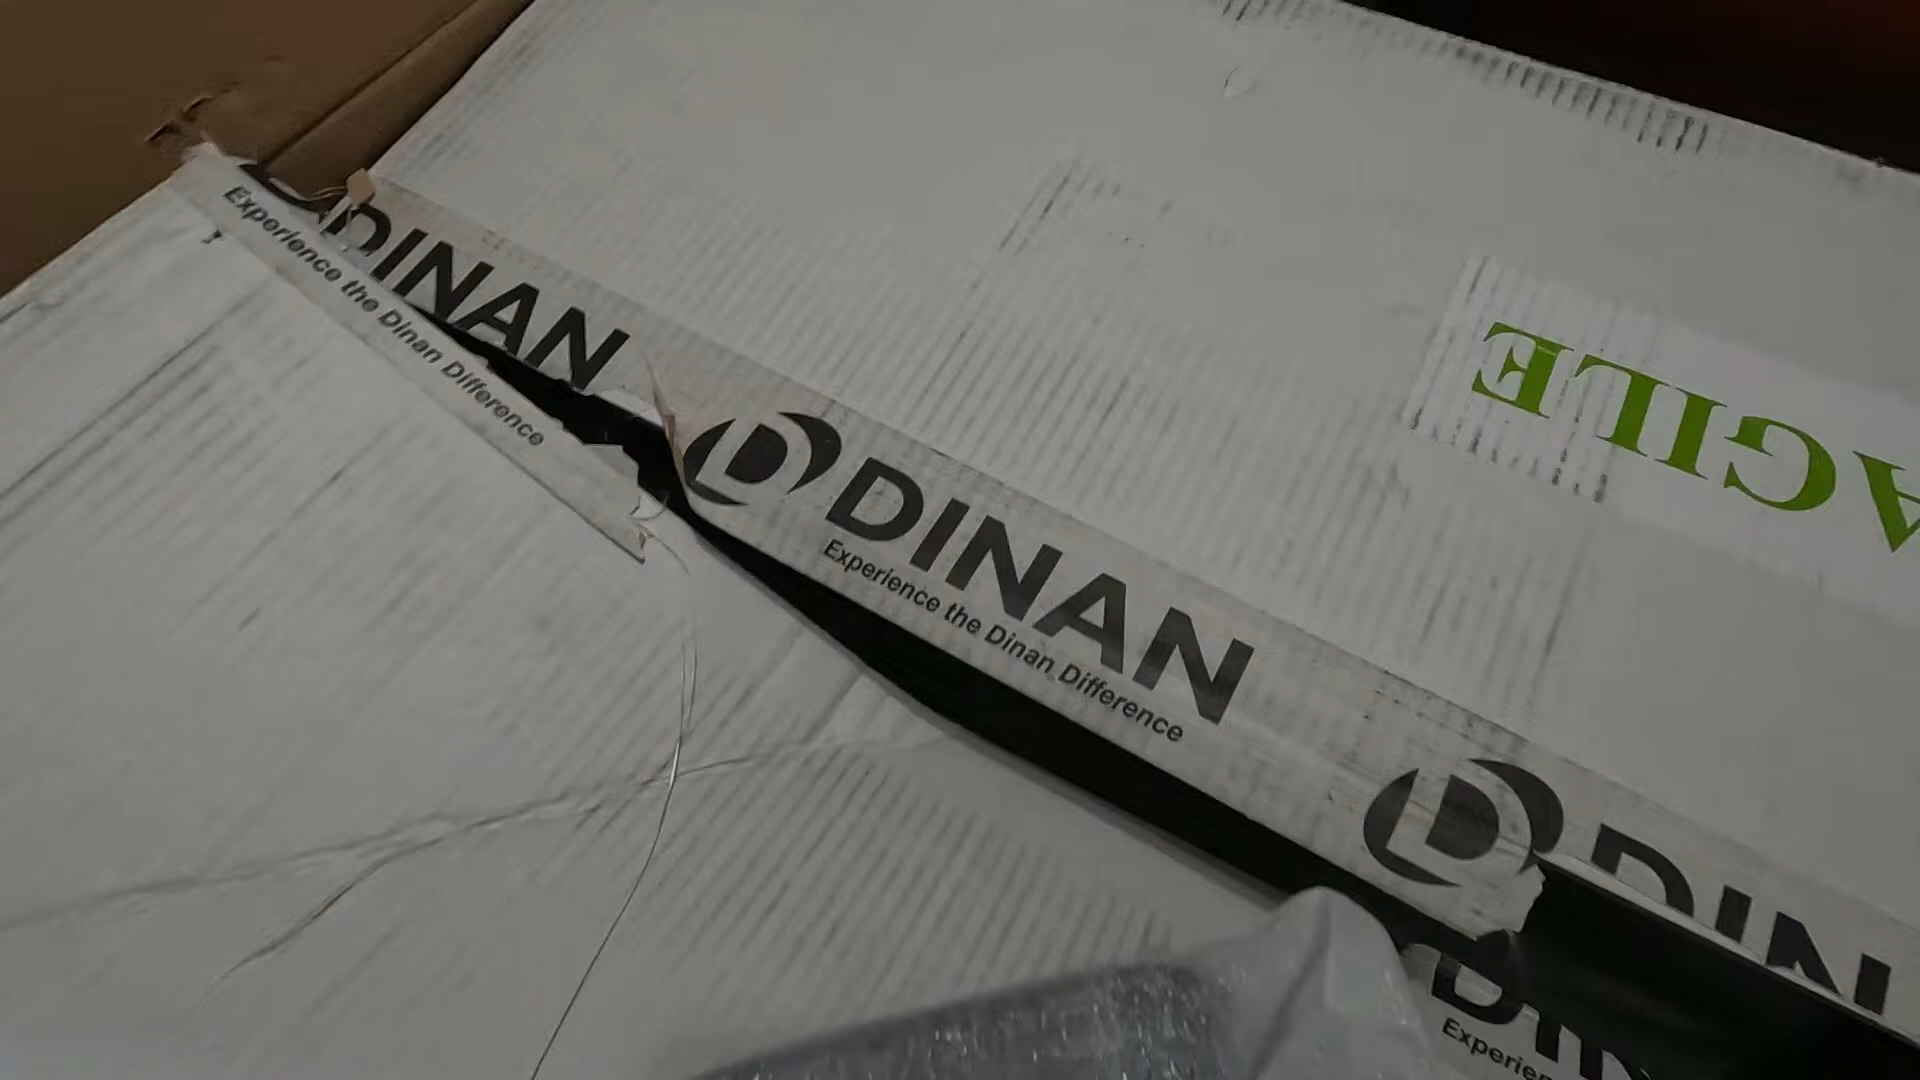 DINAN
Experience the Dinan Difference
DINAN
Experience the Dinan Difference
AGILE